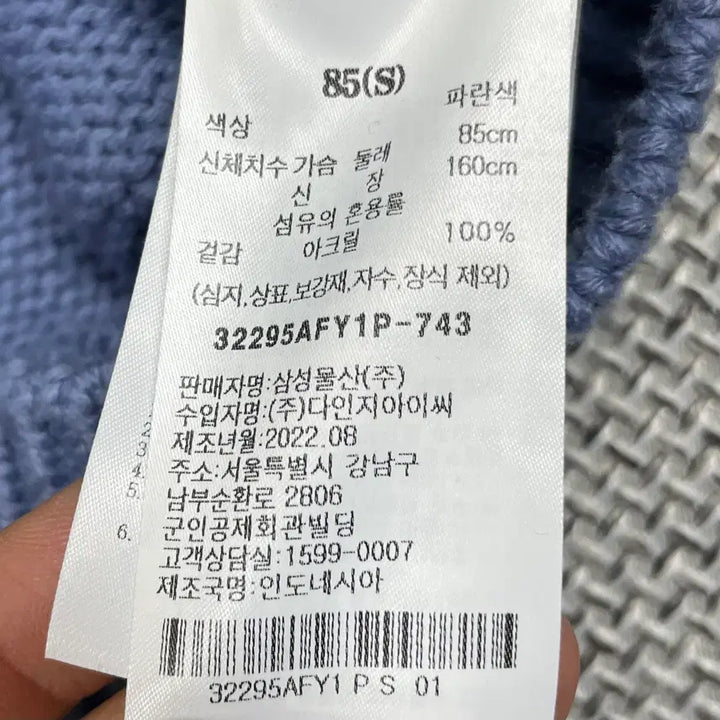 85(S)
색상 파란색
신체치수 가슴 둘레 85cm
신 장 160cm
섬유의 혼용률
겉감 아크릴 100%
(심지,상표,보강재,자수,장식 제외)
32295AFY1P-743
판매자명:삼성물산(주)
수입자명:(주)다인지아이씨
제조년월:2022.08
주소:서울특별시 강남구
남부순환로 2806
군인공제회관빌딩
고객상담실:1599-0007
제조국명:인도네시아
32295AFY1 P S 01
2
3.
4.
5.
6.